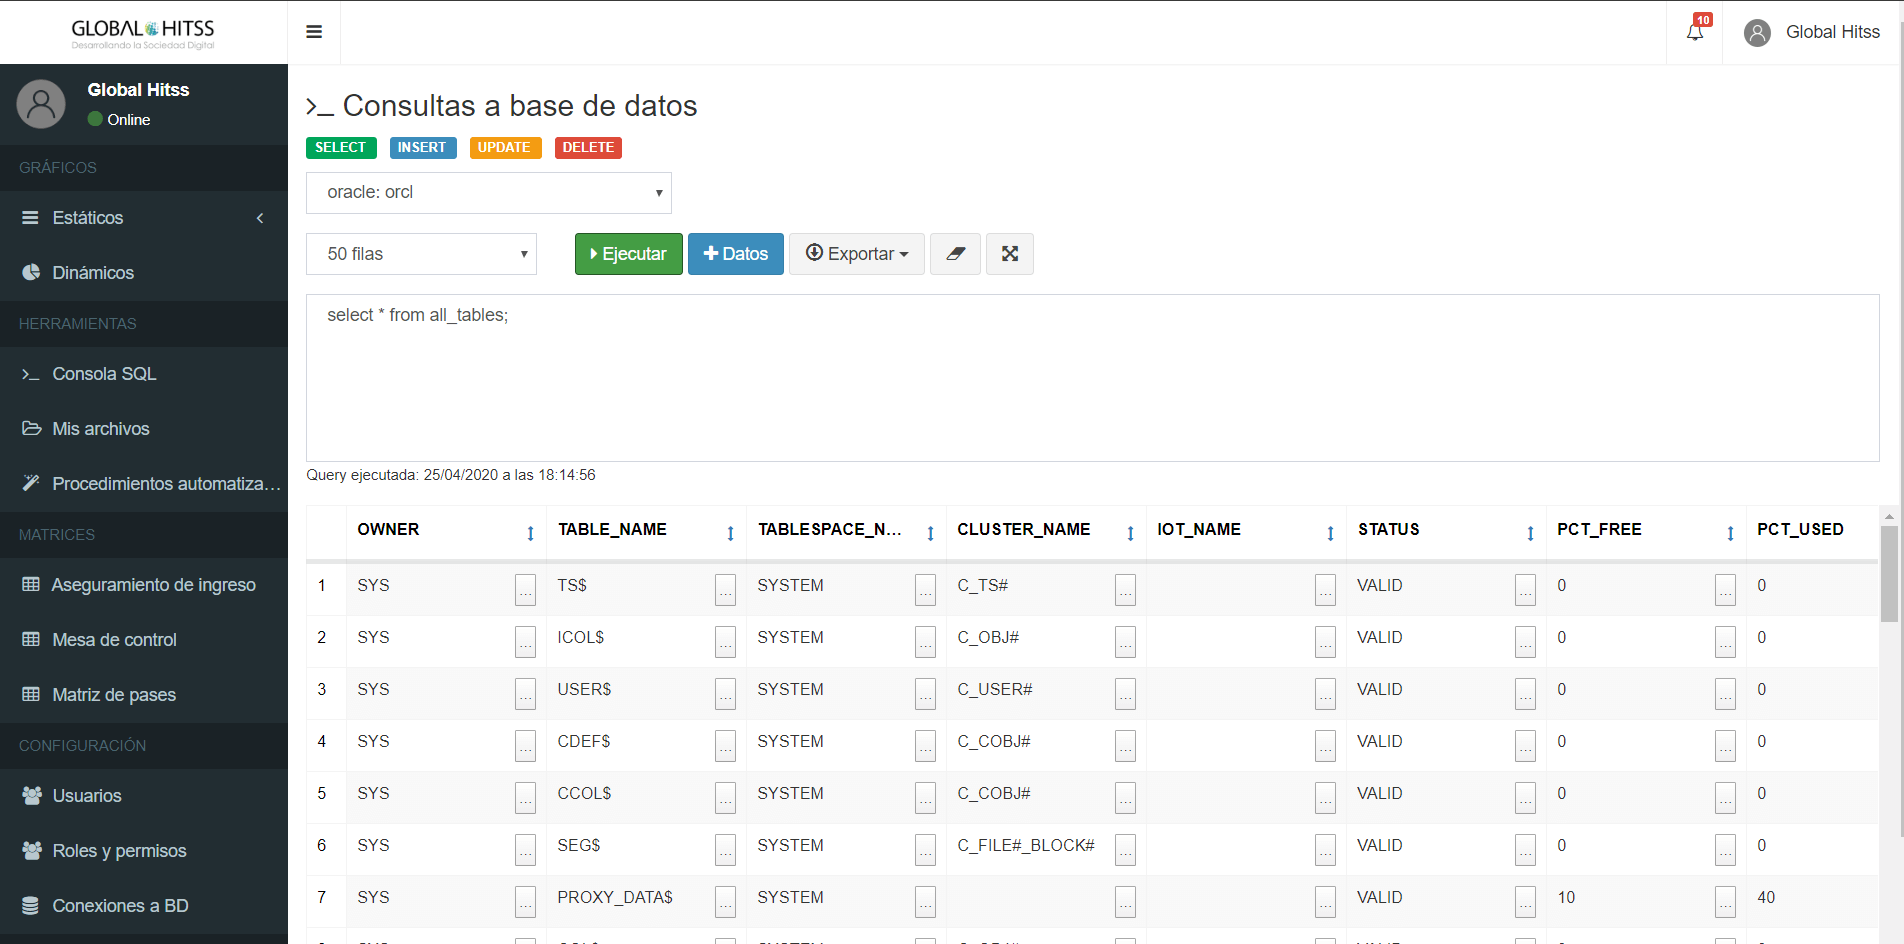 GLOBAL HITSS
Desarrollando la Sociedad Digital
10
Global Hitss
Global Hitss
Online
GRÁFICOS
Estáticos
Dinámicos
HERRAMIENTAS
Consola SQL
Mis archivos
Procedimientos automatiza...
MATRICES
Aseguramiento de ingreso
Mesa de control
Matriz de pases
CONFIGURACIÓN
Usuarios
Roles y permisos
Conexiones a BD
>_ Consultas a base de datos
SELECT INSERT UPDATE DELETE
oracle: orcl
50 filas Ejecutar Datos Exportar
select * from all_tables;
Query ejecutada: 25/04/2020 a las 18:14:56
OWNER TABLE_NAME TABLESPACE_N... CLUSTER_NAME IOT_NAME STATUS PCT_FREE PCT_USED
1 SYS ... TS$ ... SYSTEM ... C_TS# ... ... VALID ... 0 ... 0
2 SYS ... ICOL$ ... SYSTEM ... C_OBJ# ... ... VALID ... 0 ... 0
3 SYS ... USER$ ... SYSTEM ... C_USER# ... ... VALID ... 0 ... 0
4 SYS ... CDEF$ ... SYSTEM ... C_COBJ# ... ... VALID ... 0 ... 0
5 SYS ... CCOL$ ... SYSTEM ... C_COBJ# ... ... VALID ... 0 ... 0
6 SYS ... SEG$ ... SYSTEM ... C_FILE#_BLOCK# ... ... VALID ... 0 ... 0
7 SYS ... PROXY_DATA$ ... SYSTEM ... ... ... VALID ... 10 ... 40